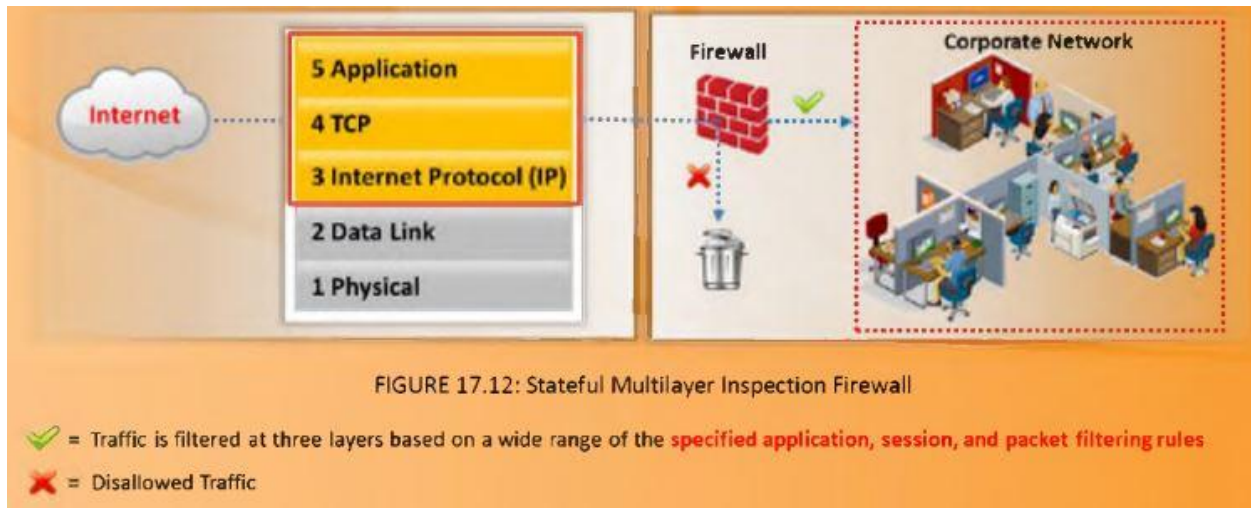 Internet
5 Application
4 TCP
3 Internet Protocol (IP)
2 Data Link
1 Physical
Firewall
Corporate Network
FIGURE 17.12: Stateful Multilayer Inspection Firewall
= Traffic is filtered at three layers based on a wide range of the specified application, session, and packet filtering rules
= Disallowed Traffic